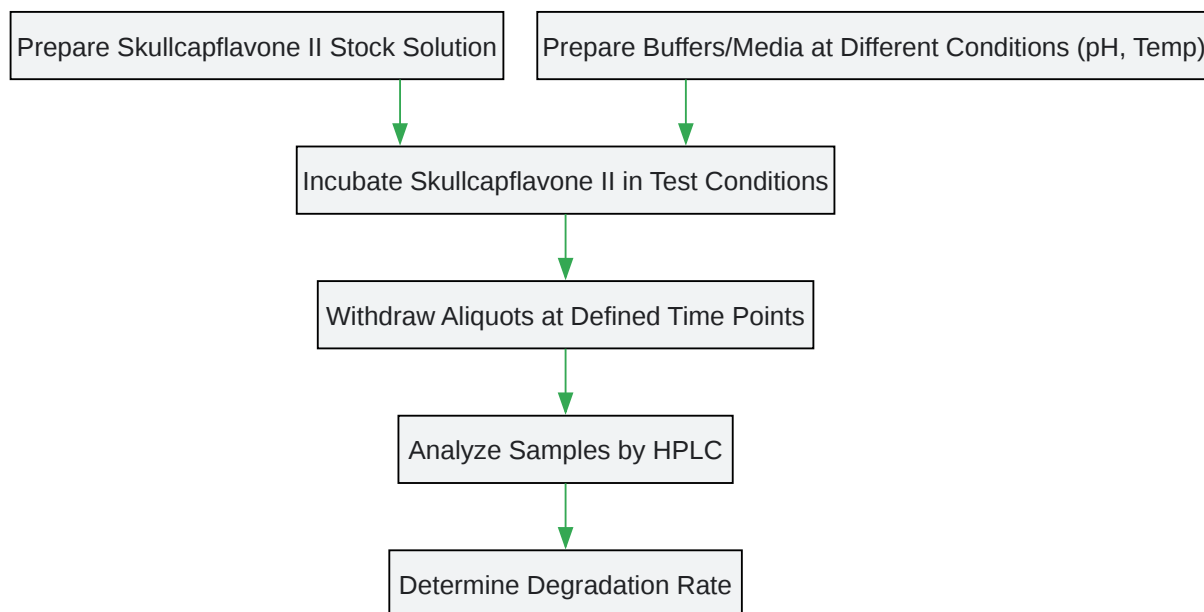 Prepare Skullcapflavone II Stock Solution
Prepare Buffers/Media at Different Conditions (pH, Temp)
Incubate Skullcapflavone II in Test Conditions
Withdraw Aliquots at Defined Time Points
Analyze Samples by HPLC
Determine Degradation Rate